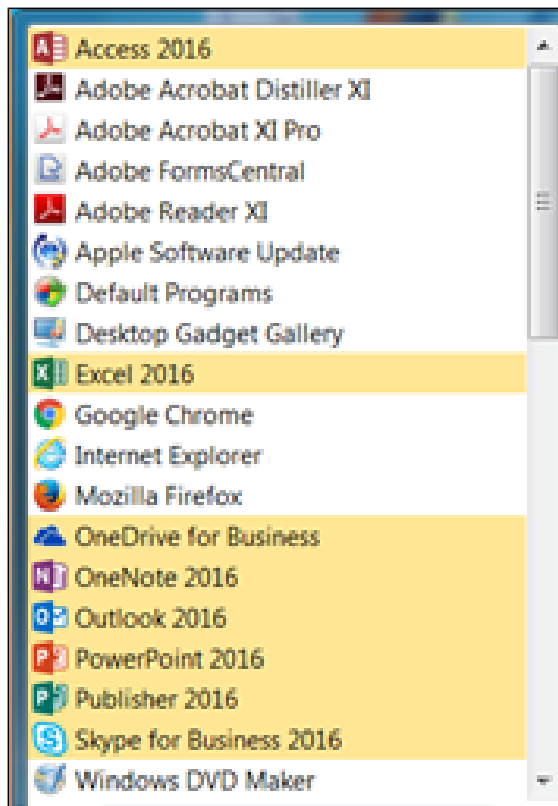 Access 2016
Adobe Acrobat Distiller XI
Adobe Acrobat XI Pro
Adobe FormsCentral
Adobe Reader XI
Apple Software Update
Default Programs
Desktop Gadget Gallery
Excel 2016
Google Chrome
Internet Explorer
Mozilla Firefox
OneDrive for Business
OneNote 2016
Outlook 2016
PowerPoint 2016
Publisher 2016
Skype for Business 2016
Windows DVD Maker